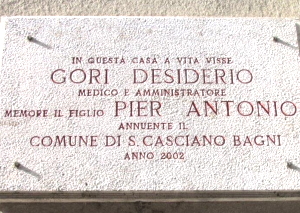 IN QUESTA CASA A VITA VISSE
GORI DESIDERIO
MEDICO E AMMINISTRATORE
MEMORE IL FIGLIO PIER ANTONIO
ANNUENTE IL
COMUNE DI S. CASCIANO BAGNI
ANNO 2002